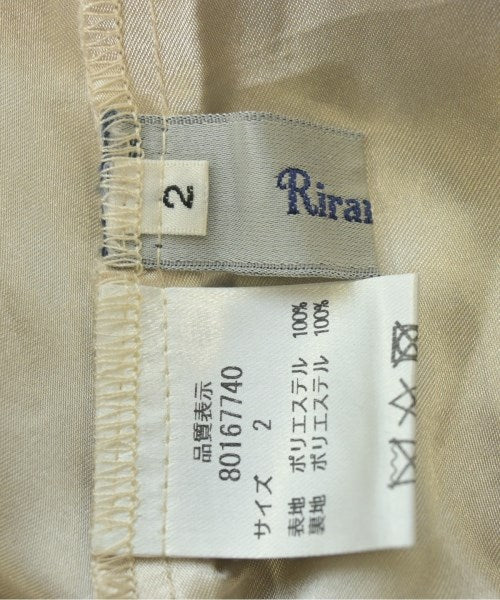 2
Riran
品質表示
80167740
サイズ 2
表地 ポリエステル 100%
裏地 ポリエステル 100%